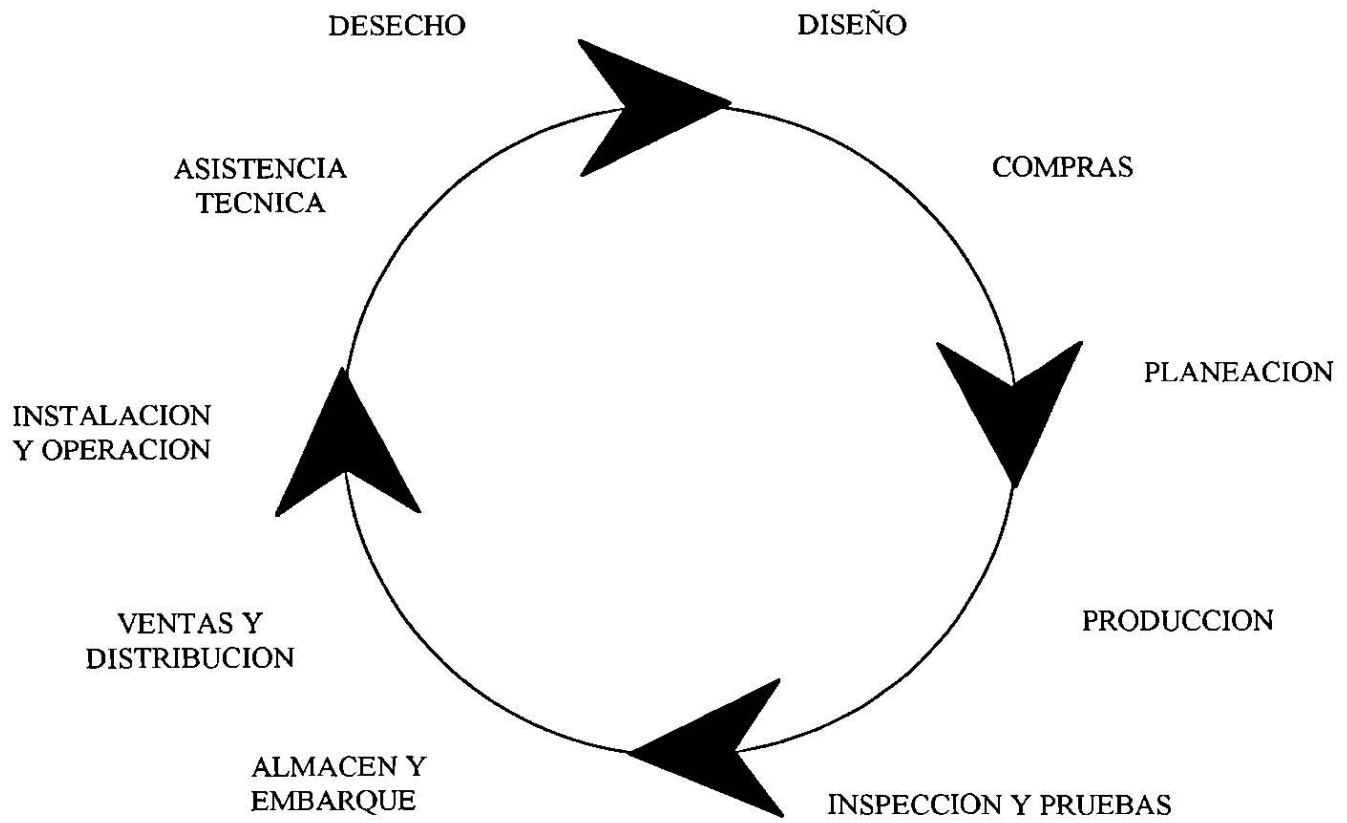 DESECHO
DISEÑO
ASISTENCIA
TECNICA
COMPRAS
PLANEACION
INSTALACION
Y OPERACION
VENTAS Y
DISTRIBUCION
PRODUCCION
ALMACEN Y
EMBARQUE
INSPECCION Y PRUEBAS